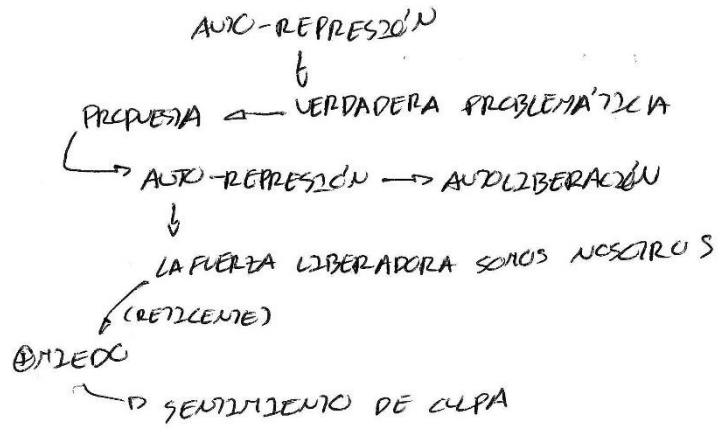 AUTO-REPRESIÓN
PROPUESTA ← VERDADERA PROBLEMÁTICA
AUTO-REPRESIÓN → AUTOLIBERACIÓN
LA FUERZA LIBERADORA SOMOS NOSOTROS
(RETICENTE)
⊕MIEDO
SENTIMIENTO DE CULPA